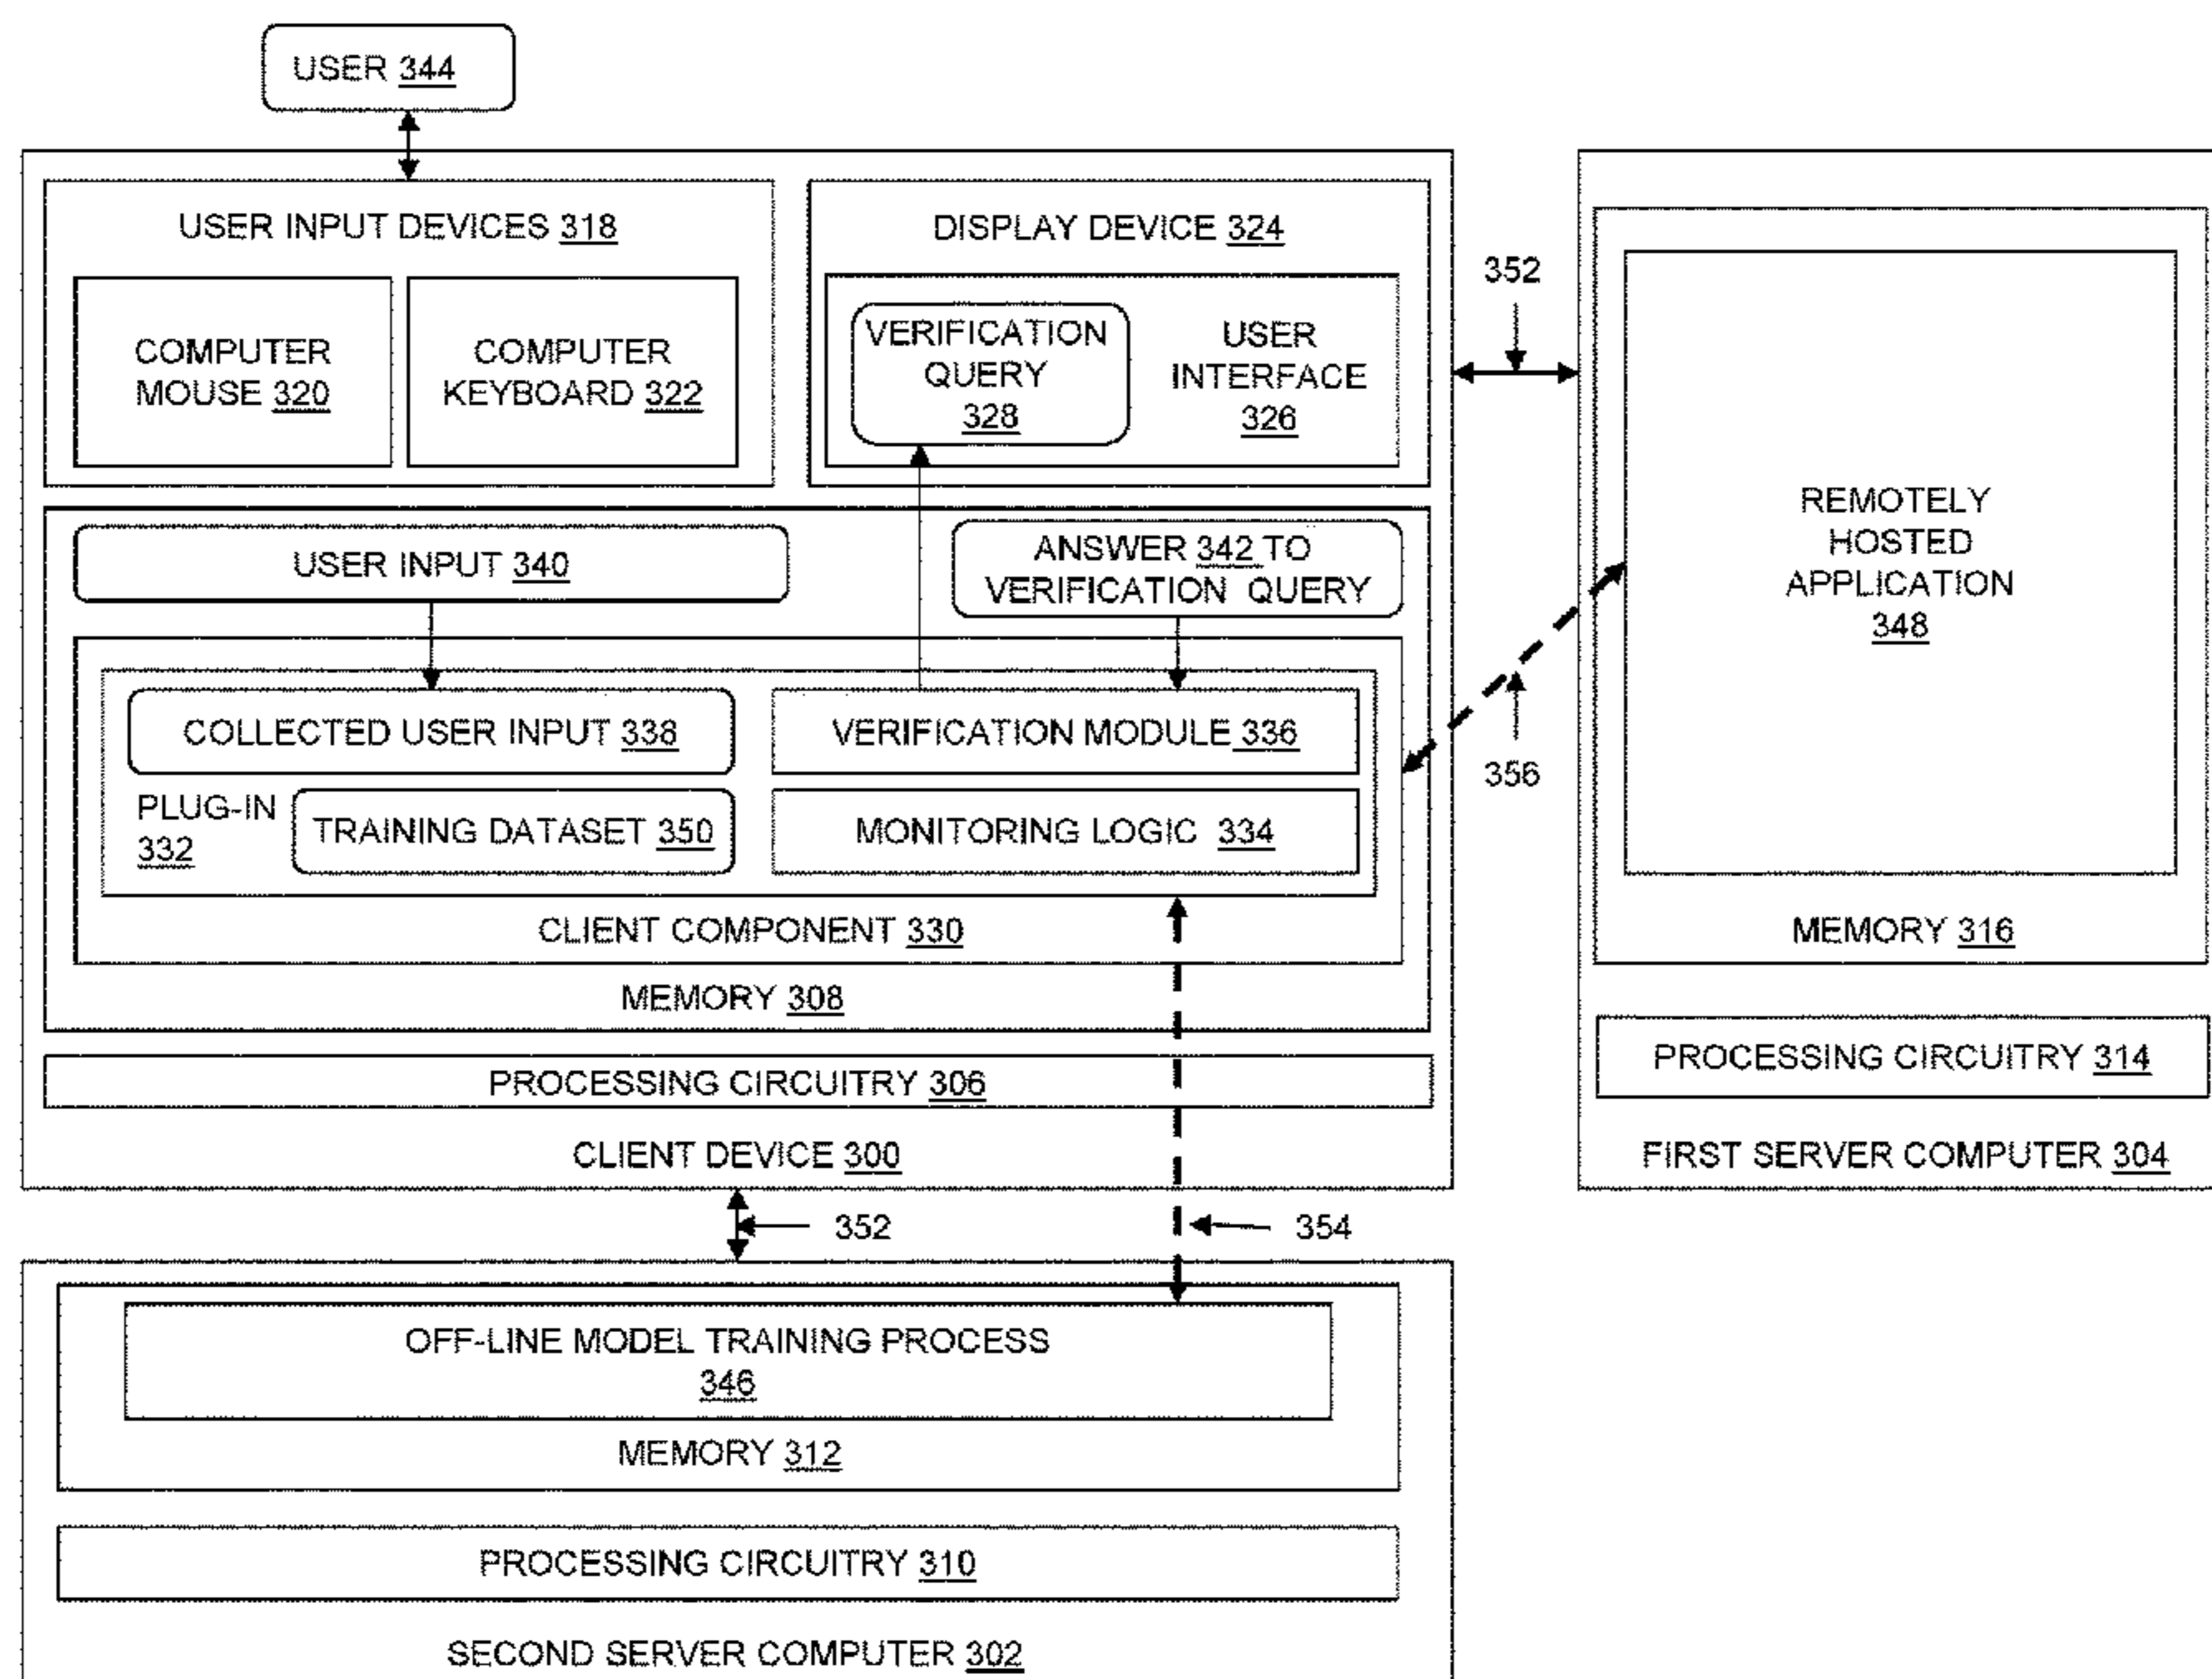 USER 344
USER INPUT DEVICES 318
COMPUTER
MOUSE 320
COMPUTER
KEYBOARD 322
DISPLAY DEVICE 324
VERIFICATION
QUERY
328
USER
INTERFACE
326
352
USER INPUT 340
ANSWER 342 TO
VERIFICATION QUERY
COLLECTED USER INPUT 338
VERIFICATION MODULE 336
PLUG-IN
332
TRAINING DATASET 350
MONITORING LOGIC 334
CLIENT COMPONENT 330
MEMORY 308
PROCESSING CIRCUITRY 306
CLIENT DEVICE 300
356
REMOTELY
HOSTED
APPLICATION
348
MEMORY 316
PROCESSING CIRCUITRY 314
FIRST SERVER COMPUTER 304
352
354
OFF-LINE MODEL TRAINING PROCESS
346
MEMORY 312
PROCESSING CIRCUITRY 310
SECOND SERVER COMPUTER 302